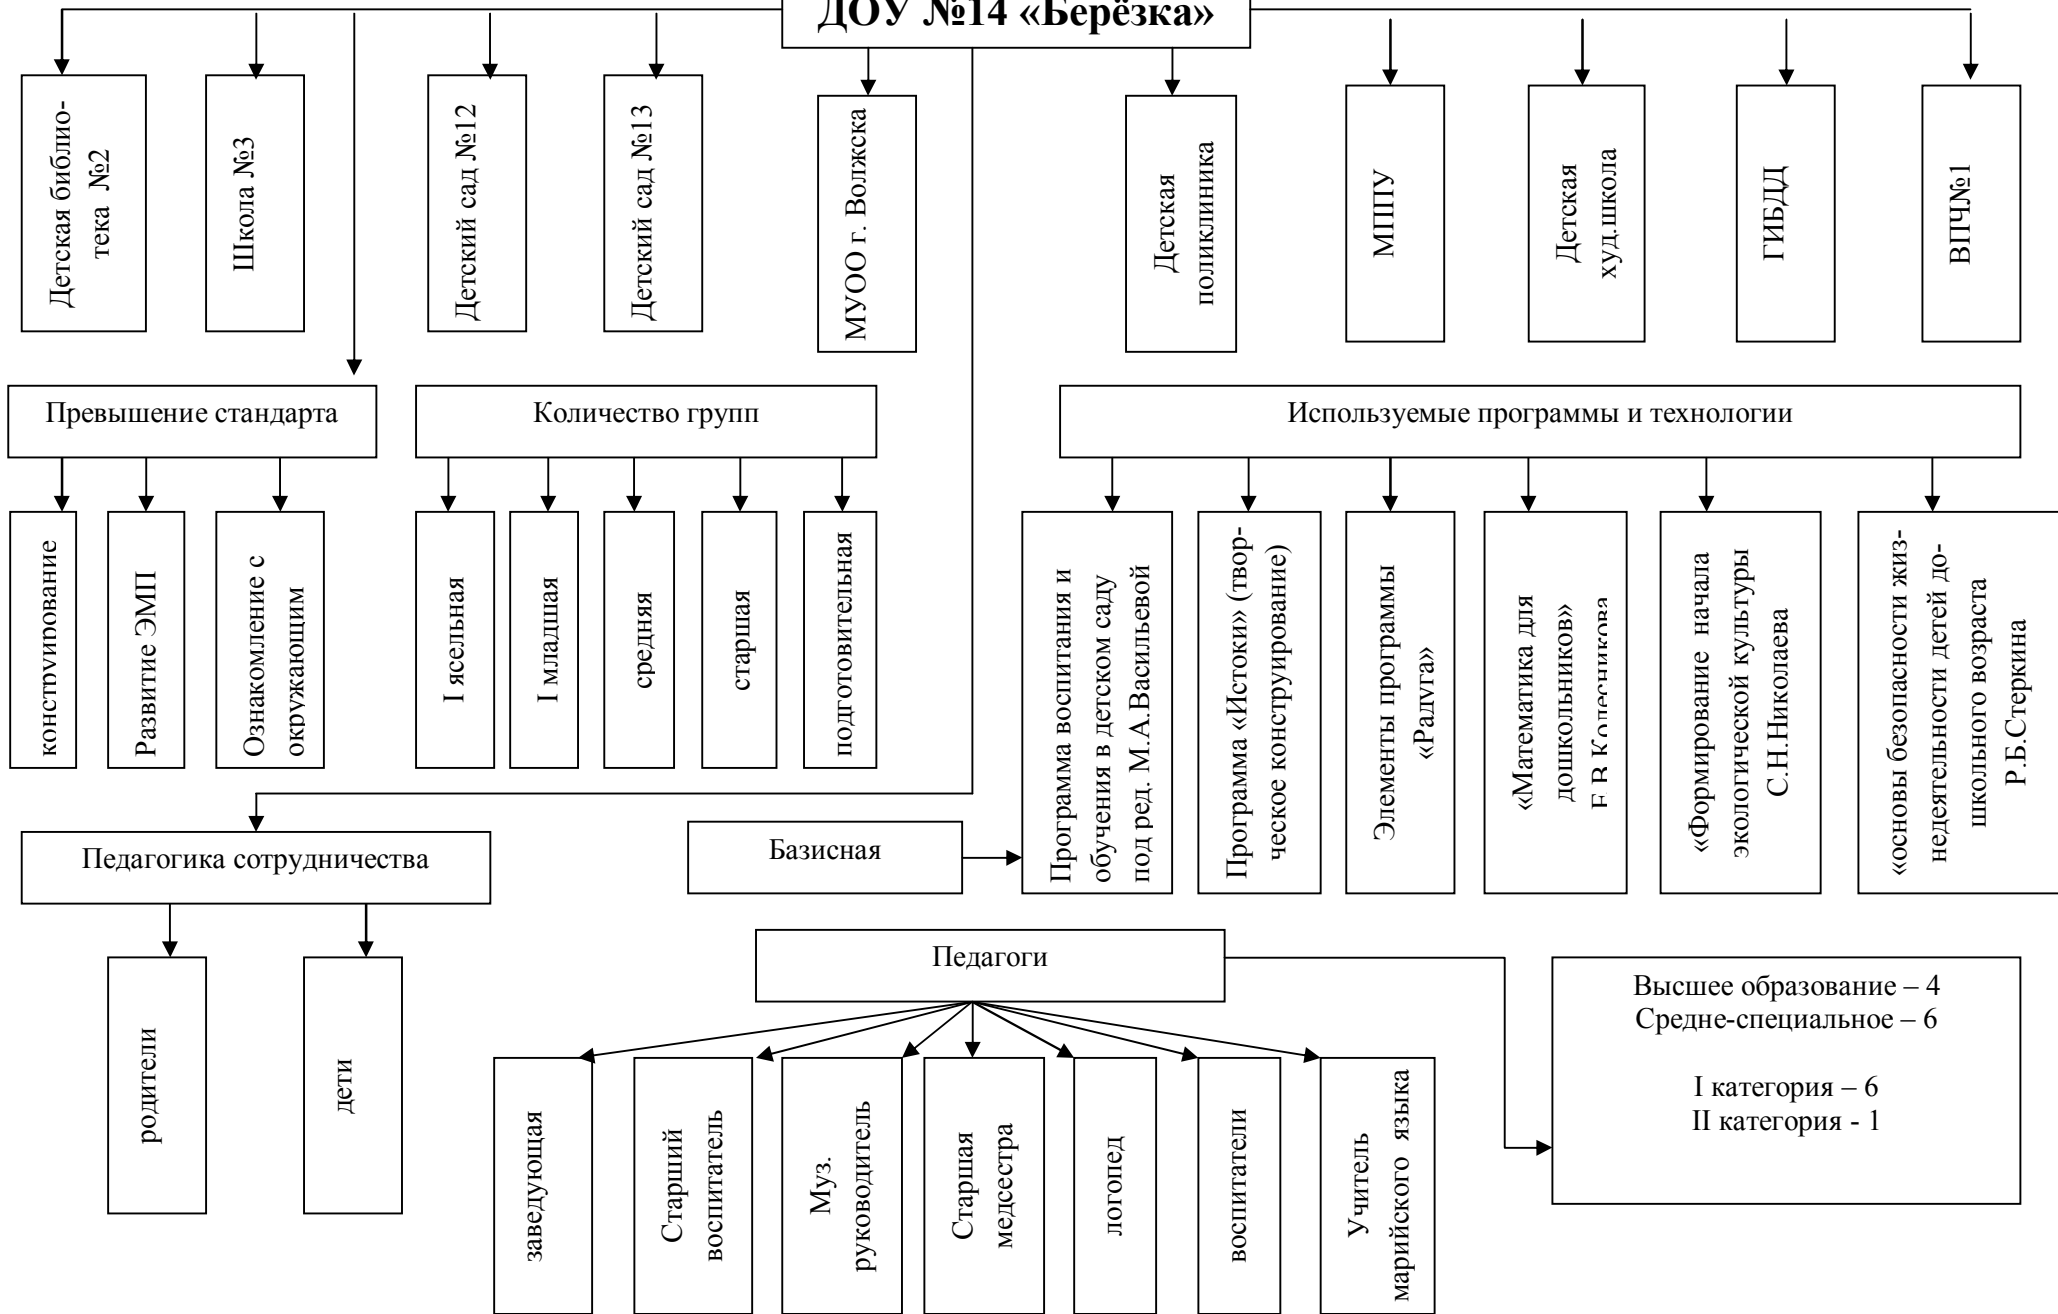 ДОУ №14 «Берёзка»
Детская библио-
тека №2
Школа №3
Детский сад №12
Детский сад №13
МУОО г. Волжска
Детская
поликлиника
МППУ
Детская
худ.школа
ГИБДД
ВПЧ№1
Превышение стандарта
Количество групп
Используемые программы и технологии
конструирование
Развитие ЭМП
Ознакомление с
окружающим
I ясельная
I младшая
средняя
старшая
подготовительная
Программа воспитания и
обучения в детском саду
под ред. М.А.Васильевой
Программа «Истоки» (твор-
ческое конструирование)
Элементы программы
«Радуга»
«Математика для
дошкольников»
Е.В.Колесникова
«Формирование начала
экологической культуры
С.Н.Николаева
«основы безопасности жиз-
недеятельности детей до-
школьного возраста
Р.Б.Стеркина
Педагогика сотрудничества
Базисная
родители
дети
Педагоги
Высшее образование – 4
Средне-специальное – 6
I категория – 6
II категория - 1
заведующая
Старший
воспитатель
Муз.
руководитель
Старшая
медсестра
логопед
воспитатели
Учитель
марийского языка